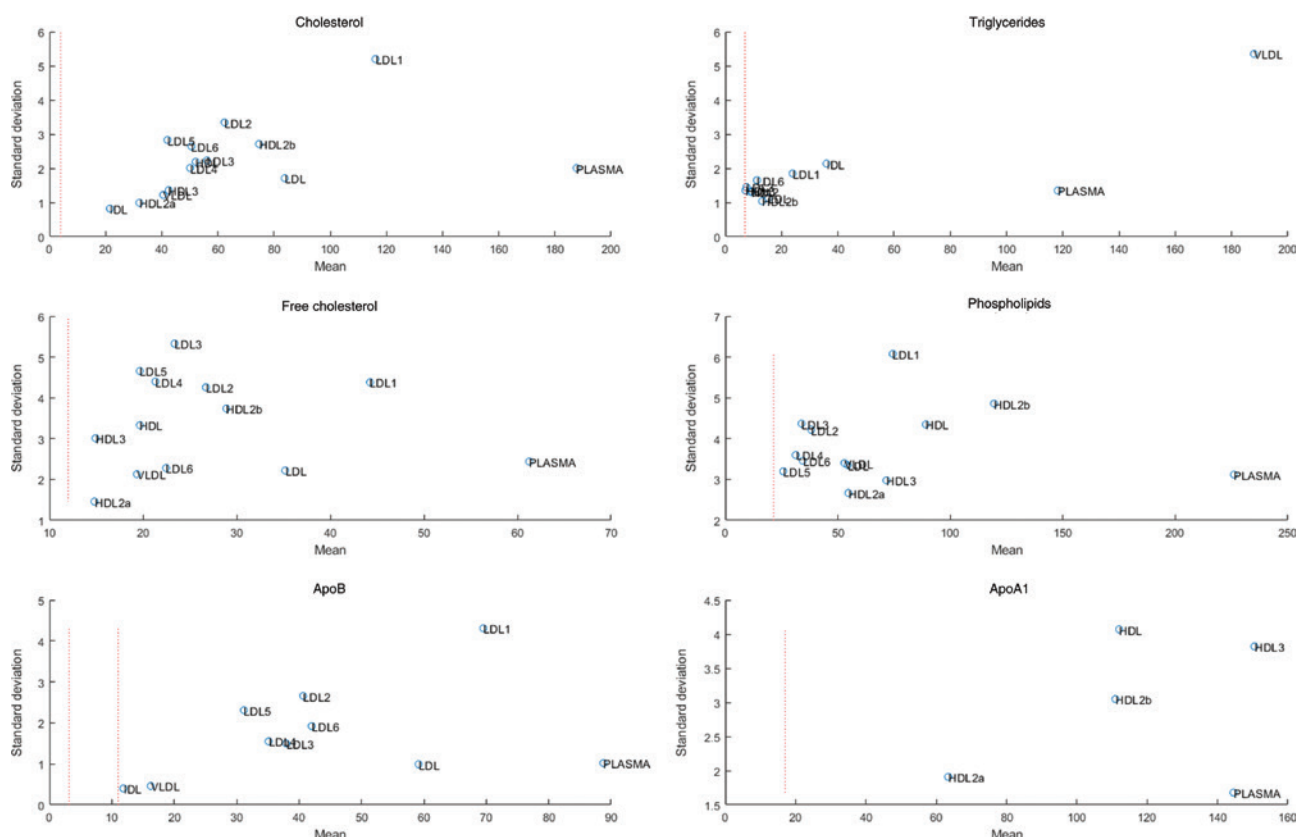 Cholesterol
Standard deviation
6
5
4
3
2
1
0
LDL1
LDL2
LDL5
LDL6
HDL2b
HDL
LDL3
LDL4
LDL
PLASMA
HDL3
VLDL
HDL2a
IDL
0 20 40 60 80 100 120 140 160 180 200
Mean
Triglycerides
Standard deviation
6
5
4
3
2
1
0
VLDL
IDL
LDL1
LDL6
PLASMA
HDL2b
0 20 40 60 80 100 120 140 160 180 200
Mean
Free cholesterol
Standard deviation
6
5
4
3
2
1
LDL3
LDL5
LDL4
LDL2
LDL1
HDL2b
HDL
HDL3
LDL6
VLDL
LDL
PLASMA
HDL2a
10 20 30 40 50 60 70
Mean
Phospholipids
Standard deviation
7
6
5
4
3
2
LDL1
HDL2b
LDL3
LDL2
HDL
LDL4
LDL6
LDL5
VLDL
HDL3
HDL2a
PLASMA
0 50 100 150 200 250
Mean
ApoB
Standard deviation
5
4
3
2
1
0
LDL1
LDL2
LDL5
LDL6
LDL4
LDL3
LDL
PLASMA
IDL
VLDL
0 10 20 30 40 50 60 70 80 90
Mean
ApoA1
Standard deviation
4.5
4
3.5
3
2.5
2
1.5
HDL
HDL3
HDL2b
HDL2a
PLASMA
0 20 40 60 80 100 120 140 160
Mean